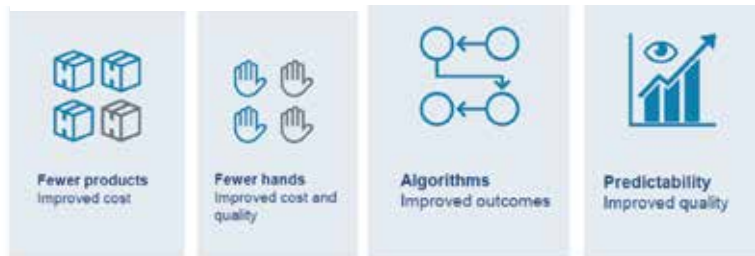 Fewer products
Improved cost
Fewer hands
Improved cost and
quality
Algorithms
Improved outcomes
Predictability
Improved quality